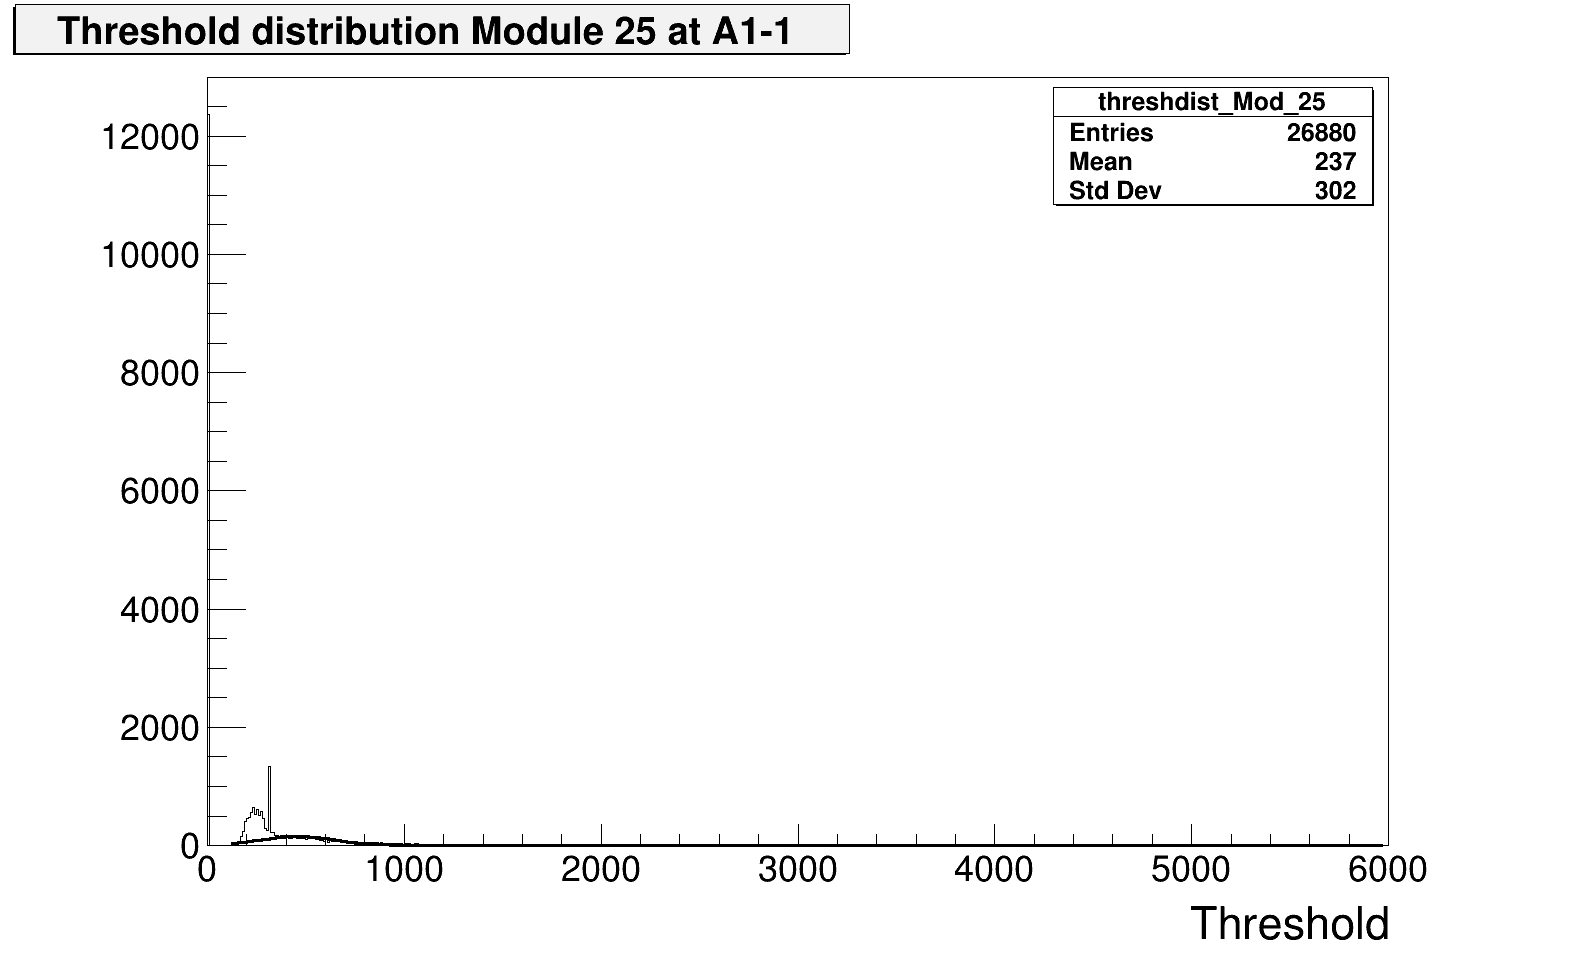 Threshold distribution Module 25 at A1-1
threshdist_Mod_25
Entries 26880
Mean 237
Std Dev 302
12000
10000
8000
6000
4000
2000
0
0 1000 2000 3000 4000 5000 6000
Threshold